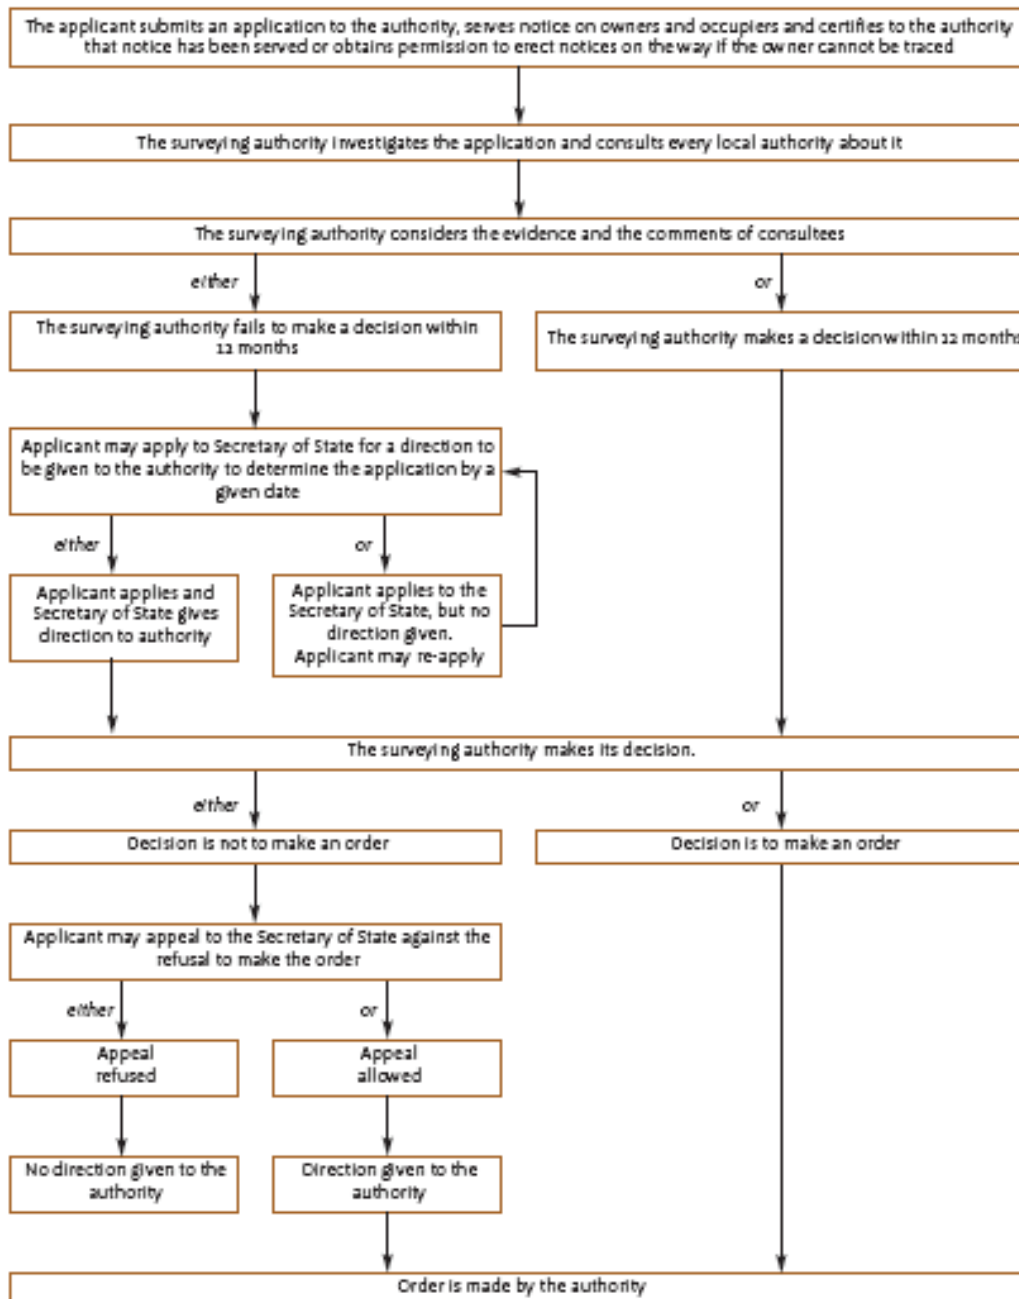 The applicant submits an application to the authority, serves notice on owners and occupiers and certifies to the authority
that notice has been served or obtains permission to erect notices on the way if the owner cannot be traced
The surveying authority investigates the application and consults every local authority about it
The surveying authority considers the evidence and the comments of consultees
either
or
The surveying authority fails to make a decision within
12 months
The surveying authority makes a decision within 12 months
Applicant may apply to Secretary of State for a direction to
be given to the authority to determine the application by a
given date
either
or
Applicant applies and
Secretary of State gives
direction to authority
Applicant applies to the
Secretary of State, but no
direction given.
Applicant may re-apply
The surveying authority makes its decision.
either
or
Decision is not to make an order
Decision is to make an order
Applicant may appeal to the Secretary of State against the
refusal to make the order
either
or
Appeal
refused
Appeal
allowed
No direction given to the
authority
Direction given to the
authority
Order is made by the authority